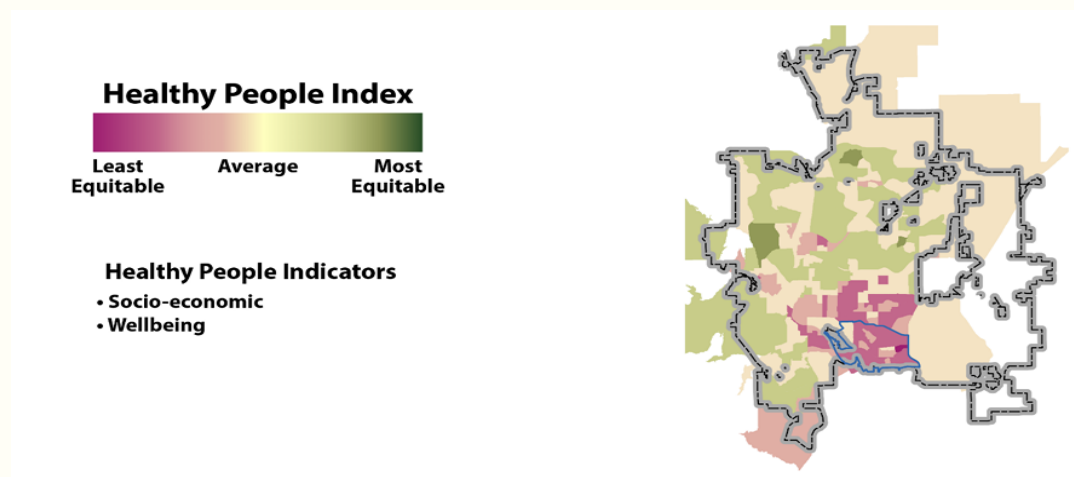 Healthy People Index
Least Equitable
Average
Most Equitable
Healthy People Indicators
• Socio-economic
• Wellbeing